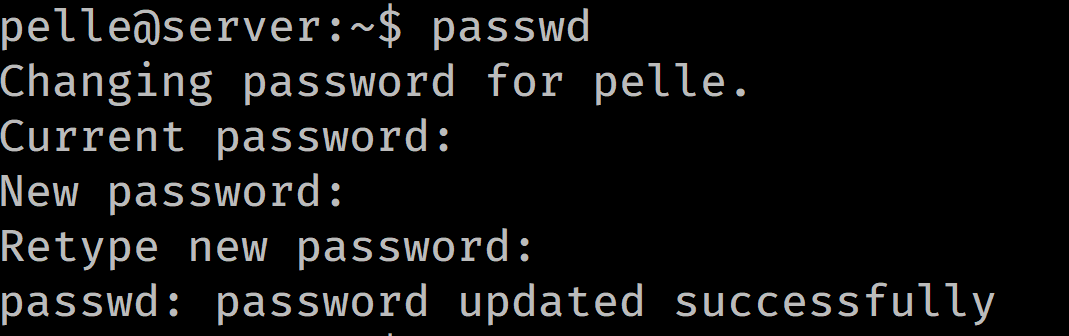 pelle@server:~$ passwd
Changing password for pelle.
Current password:
New password:
Retype new password:
passwd: password updated successfully